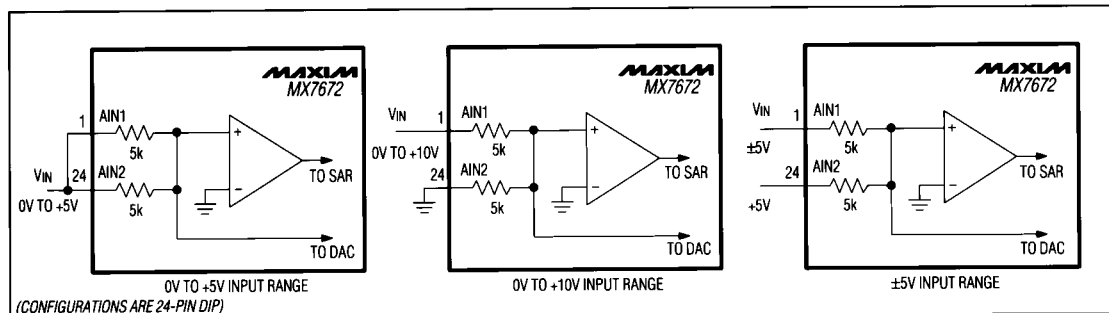 MAXIM
MX7672
1
AIN1
5k
VIN
24
AIN2
0V TO +5V
5k
+
−
TO SAR
TO DAC
0V TO +5V INPUT RANGE
(CONFIGURATIONS ARE 24-PIN DIP)
MAXIM
MX7672
VIN
1
AIN1
0V TO +10V
5k
24
AIN2
5k
+
−
TO SAR
TO DAC
0V TO +10V INPUT RANGE
MAXIM
MX7672
VIN
1
AIN1
±5V
5k
24
AIN2
+5V
5k
+
−
TO SAR
TO DAC
±5V INPUT RANGE